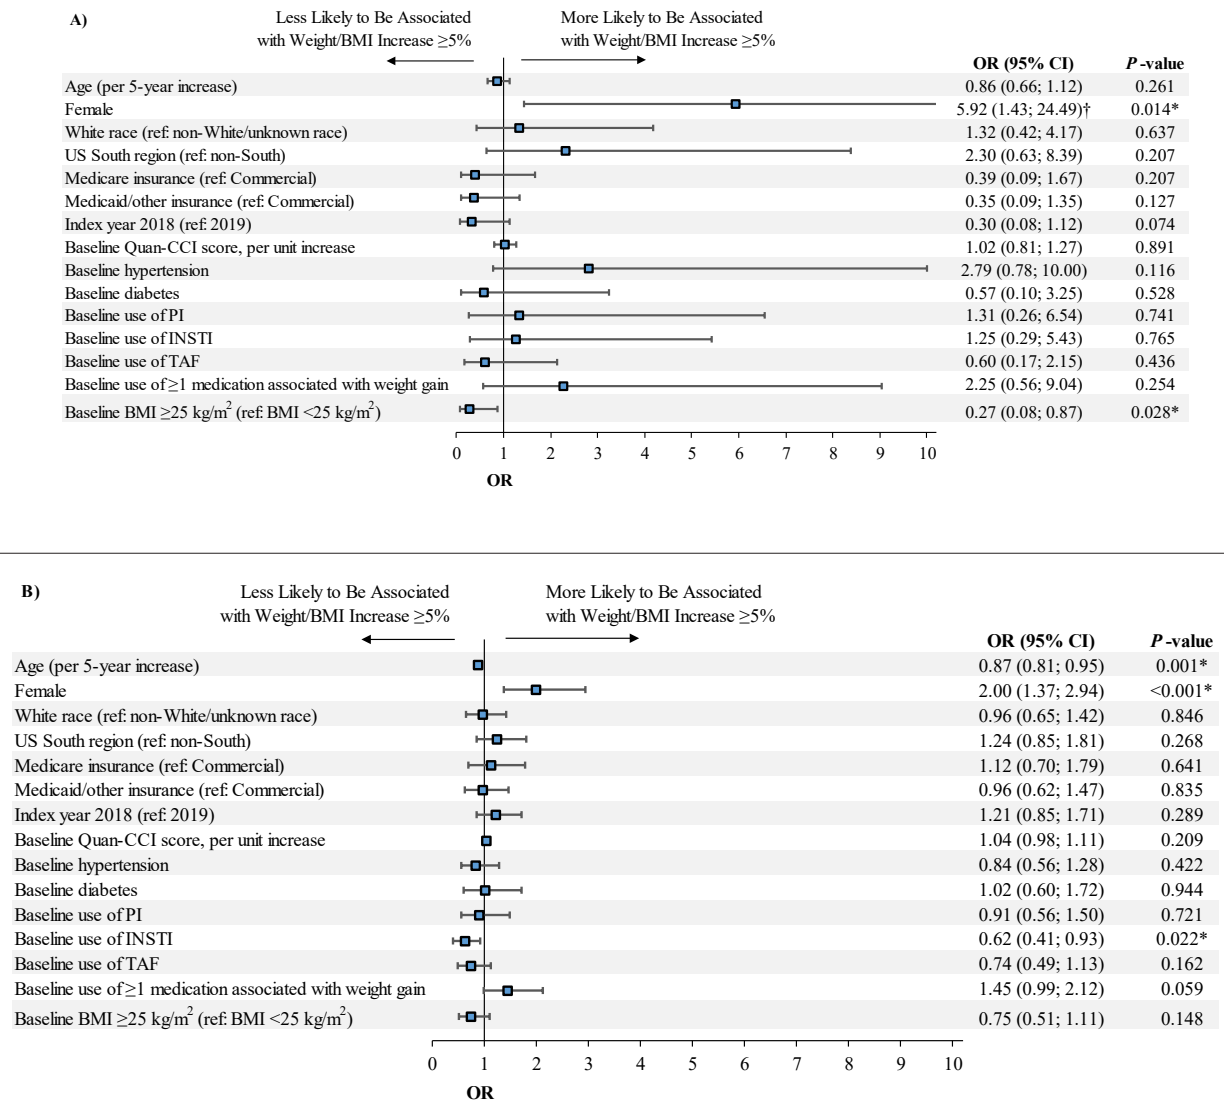 A)
Less Likely to Be Associated
with Weight/BMI Increase ≥5%
More Likely to Be Associated
with Weight/BMI Increase ≥5%
OR (95% CI) P -value
Age (per 5-year increase) 0.86 (0.66; 1.12) 0.261
Female 5.92 (1.43; 24.49)† 0.014*
White race (ref: non-White/unknown race) 1.32 (0.42; 4.17) 0.637
US South region (ref: non-South) 2.30 (0.63; 8.39) 0.207
Medicare insurance (ref: Commercial) 0.39 (0.09; 1.67) 0.207
Medicaid/other insurance (ref: Commercial) 0.35 (0.09; 1.35) 0.127
Index year 2018 (ref: 2019) 0.30 (0.08; 1.12) 0.074
Baseline Quan-CCI score, per unit increase 1.02 (0.81; 1.27) 0.891
Baseline hypertension 2.79 (0.78; 10.00) 0.116
Baseline diabetes 0.57 (0.10; 3.25) 0.528
Baseline use of PI 1.31 (0.26; 6.54) 0.741
Baseline use of INSTI 1.25 (0.29; 5.43) 0.765
Baseline use of TAF 0.60 (0.17; 2.15) 0.436
Baseline use of ≥1 medication associated with weight gain 2.25 (0.56; 9.04) 0.254
Baseline BMI ≥25 kg/m² (ref: BMI <25 kg/m²) 0.27 (0.08; 0.87) 0.028*
0 1 2 3 4 5 6 7 8 9 10
OR
B)
Less Likely to Be Associated
with Weight/BMI Increase ≥5%
More Likely to Be Associated
with Weight/BMI Increase ≥5%
OR (95% CI) P -value
Age (per 5-year increase) 0.87 (0.81; 0.95) 0.001*
Female 2.00 (1.37; 2.94) <0.001*
White race (ref: non-White/unknown race) 0.96 (0.65; 1.42) 0.846
US South region (ref: non-South) 1.24 (0.85; 1.81) 0.268
Medicare insurance (ref: Commercial) 1.12 (0.70; 1.79) 0.641
Medicaid/other insurance (ref: Commercial) 0.96 (0.62; 1.47) 0.835
Index year 2018 (ref: 2019) 1.21 (0.85; 1.71) 0.289
Baseline Quan-CCI score, per unit increase 1.04 (0.98; 1.11) 0.209
Baseline hypertension 0.84 (0.56; 1.28) 0.422
Baseline diabetes 1.02 (0.60; 1.72) 0.944
Baseline use of PI 0.91 (0.56; 1.50) 0.721
Baseline use of INSTI 0.62 (0.41; 0.93) 0.022*
Baseline use of TAF 0.74 (0.49; 1.13) 0.162
Baseline use of ≥1 medication associated with weight gain 1.45 (0.99; 2.12) 0.059
Baseline BMI ≥25 kg/m² (ref: BMI <25 kg/m²) 0.75 (0.51; 1.11) 0.148
0 1 2 3 4 5 6 7 8 9 10
OR